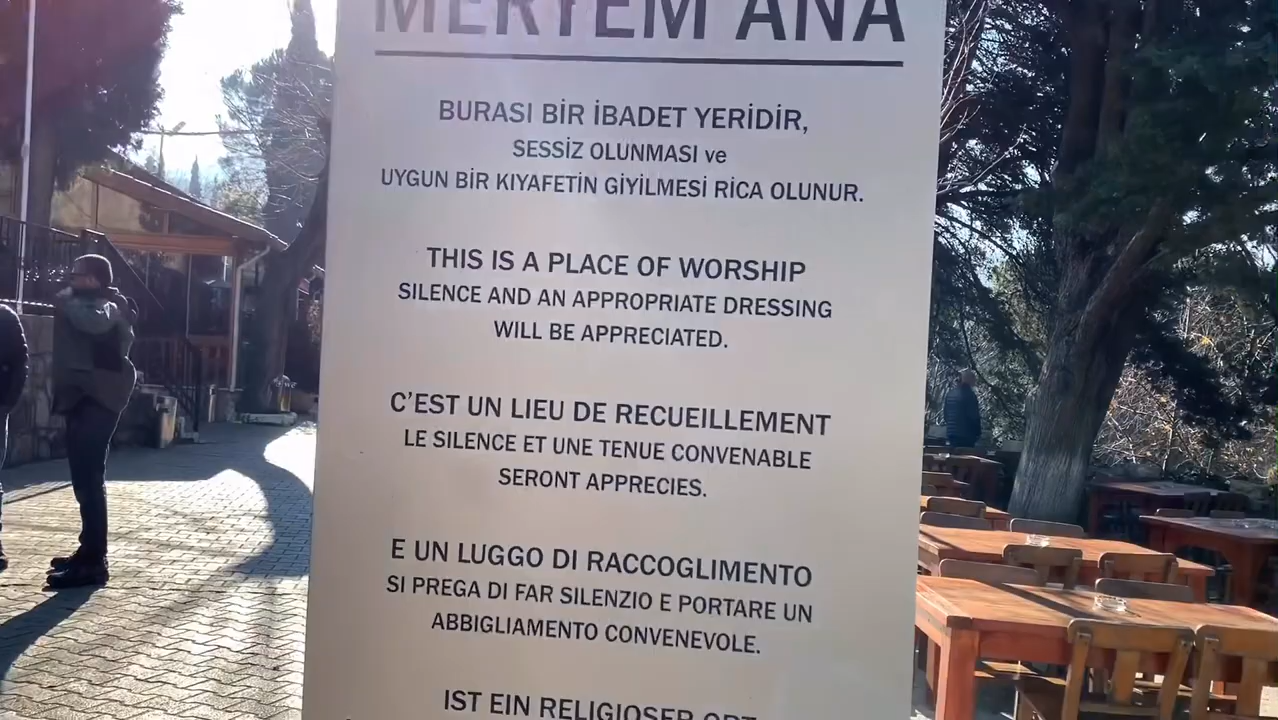 MERYEM ANA
BURASI BİR İBADET YERİDİR,
SESSİZ OLUNMASI ve
UYGUN BİR KIYAFETİN GİYİLMESİ RİCA OLUNUR.
THIS IS A PLACE OF WORSHIP
SILENCE AND AN APPROPRIATE DRESSING
WILL BE APPRECIATED.
C'EST UN LIEU DE RECUEILLEMENT
LE SILENCE ET UNE TENUE CONVENABLE
SERONT APPRECIES.
E UN LUGGO DI RACCOGLIMENTO
SI PREGA DI FAR SILENZIO E PORTARE UN
ABBIGLIAMENTO CONVENEVOLE.
IST EIN RELIGIOSER ORT